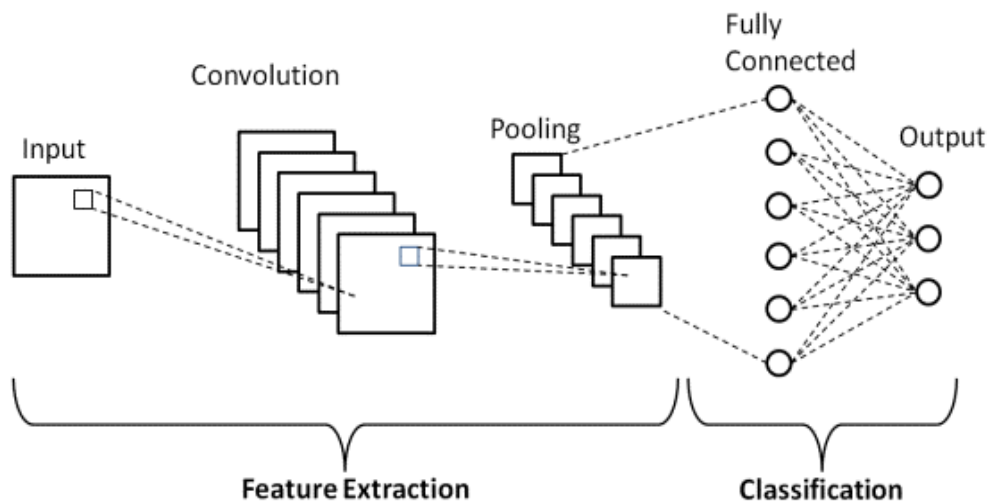 Input
Convolution
Pooling
Fully
Connected
Output
Feature Extraction
Classification